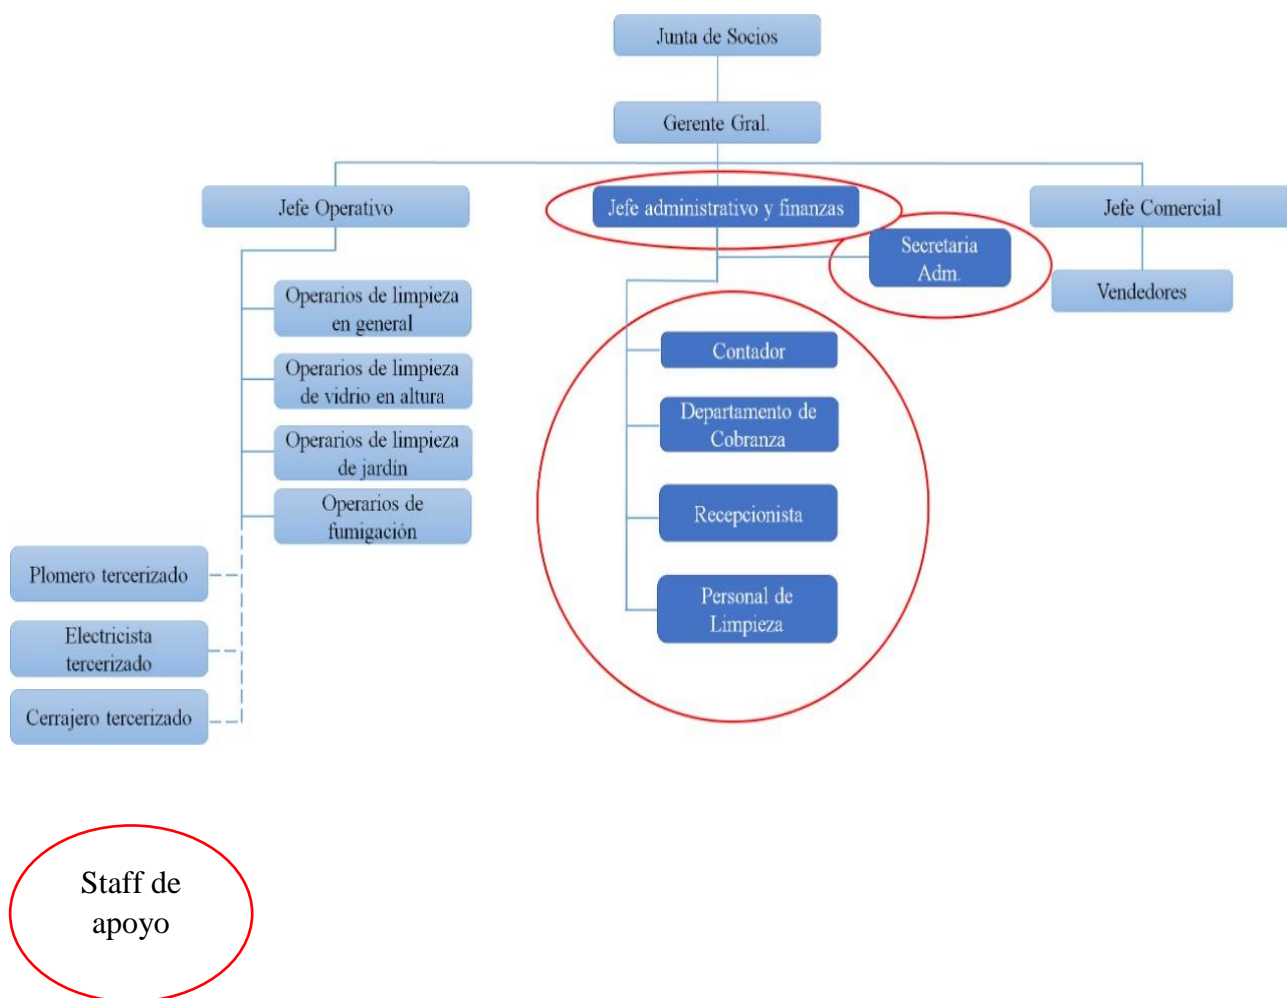 Junta de Socios
Gerente Gral.
Jefe Operativo
Jefe administrativo y finanzas
Jefe Comercial
Secretaria
Adm.
Vendedores
Operarios de limpieza
en general
Operarios de limpieza
de vidrio en altura
Operarios de limpieza
de jardín
Operarios de
fumigación
Plomero tercerizado
Electricista
tercerizado
Cerrajero tercerizado
Contador
Departamento de
Cobranza
Recepcionista
Personal de
Limpieza
Staff de
apoyo